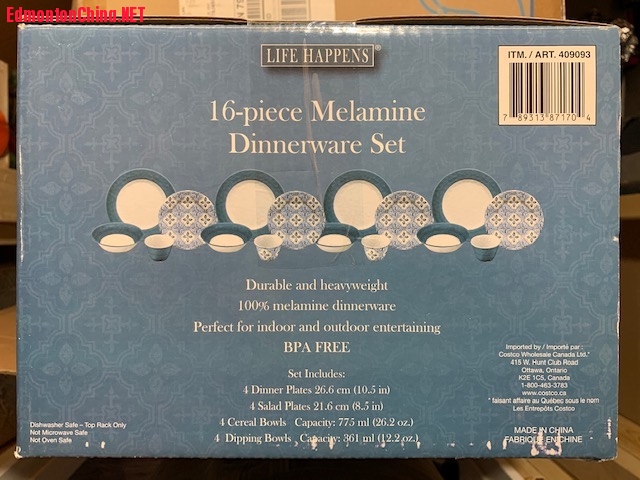 EdmontonChina.NET
LIFE HAPPENS®
ITM. / ART. 409093
7 89313 87170 4
16-piece Melamine
Dinnerware Set
Durable and heavyweight
100% melamine dinnerware
Perfect for indoor and outdoor entertaining
BPA FREE
Set Includes:
4 Dinner Plates 26.6 cm (10.5 in)
4 Salad Plates 21.6 cm (8.5 in)
4 Cereal Bowls Capacity: 775 ml (26.2 oz.)
4 Dipping Bowls Capacity: 361 ml (12.2 oz.)
Dishwasher Safe – Top Rack Only
Not Microwave Safe
Not Oven Safe
Imported by / Importé par :
Costco Wholesale Canada Ltd.*
415 W. Hunt Club Road
Ottawa, Ontario
K2E 1C5, Canada
1-800-463-3783
www.costco.ca
* faisant affaire au Québec sous le nom
Les Entrepôts Costco
MADE IN CHINA
FABRIQUÉ EN CHINE